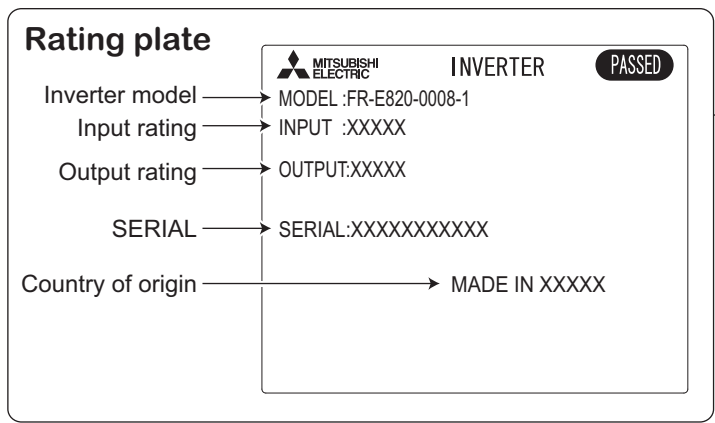 Rating plate
MITSUBISHI
ELECTRIC
INVERTER
PASSED
Inverter model
MODEL :FR-E820-0008-1
Input rating
INPUT :XXXXX
Output rating
OUTPUT:XXXXX
SERIAL
SERIAL:XXXXXXXXXXX
Country of origin
MADE IN XXXXX